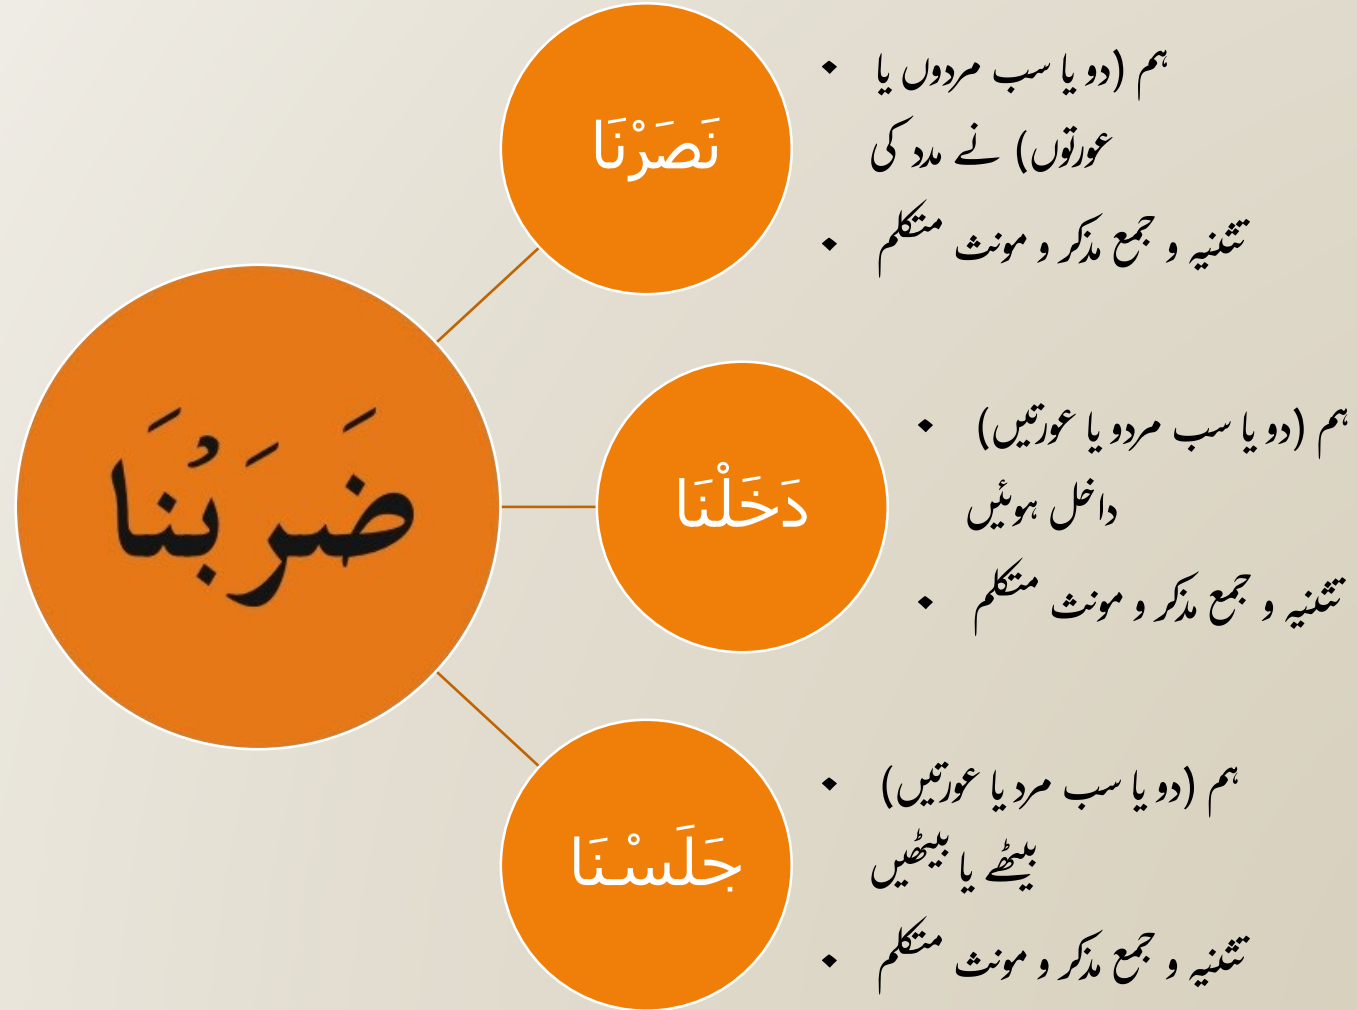 ضَرَبْنَا
نَصَرْنَا
ہم (دو یا سب مردوں یا
عورتوں) نے مدد کی
تثنیہ و جمع مذکر و مونث متکلم
دَخَلْنَا
ہم (دو یا سب مردو یا عورتیں)
داخل ہوئیں
تثنیہ و جمع مذکر و مونث متکلم
جَلَسْنَا
ہم (دو یا سب مرد یا عورتیں)
بیٹھے یا بیٹھیں
تثنیہ و جمع مذکر و مونث متکلم